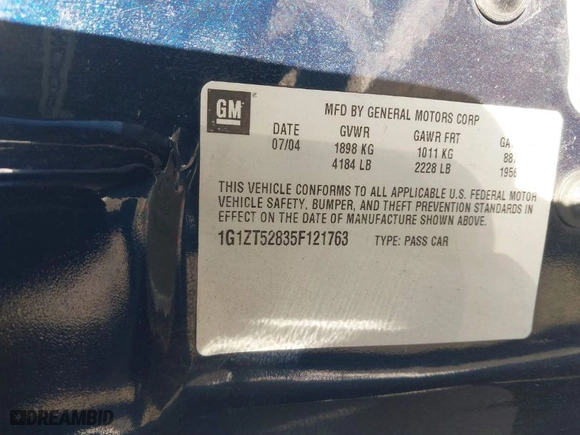 GM
MFD BY GENERAL MOTORS CORP
DATE GVWR GAWR FRT
07/04 1898 KG 1011 KG
4184 LB 2228 LB
THIS VEHICLE CONFORMS TO ALL APPLICABLE U.S. FEDERAL MOTOR
VEHICLE SAFETY, BUMPER, AND THEFT PREVENTION STANDARDS IN
EFFECT ON THE DATE OF MANUFACTURE SHOWN ABOVE.
1G1ZT52835F121763 TYPE: PASS CAR
DREAMBID